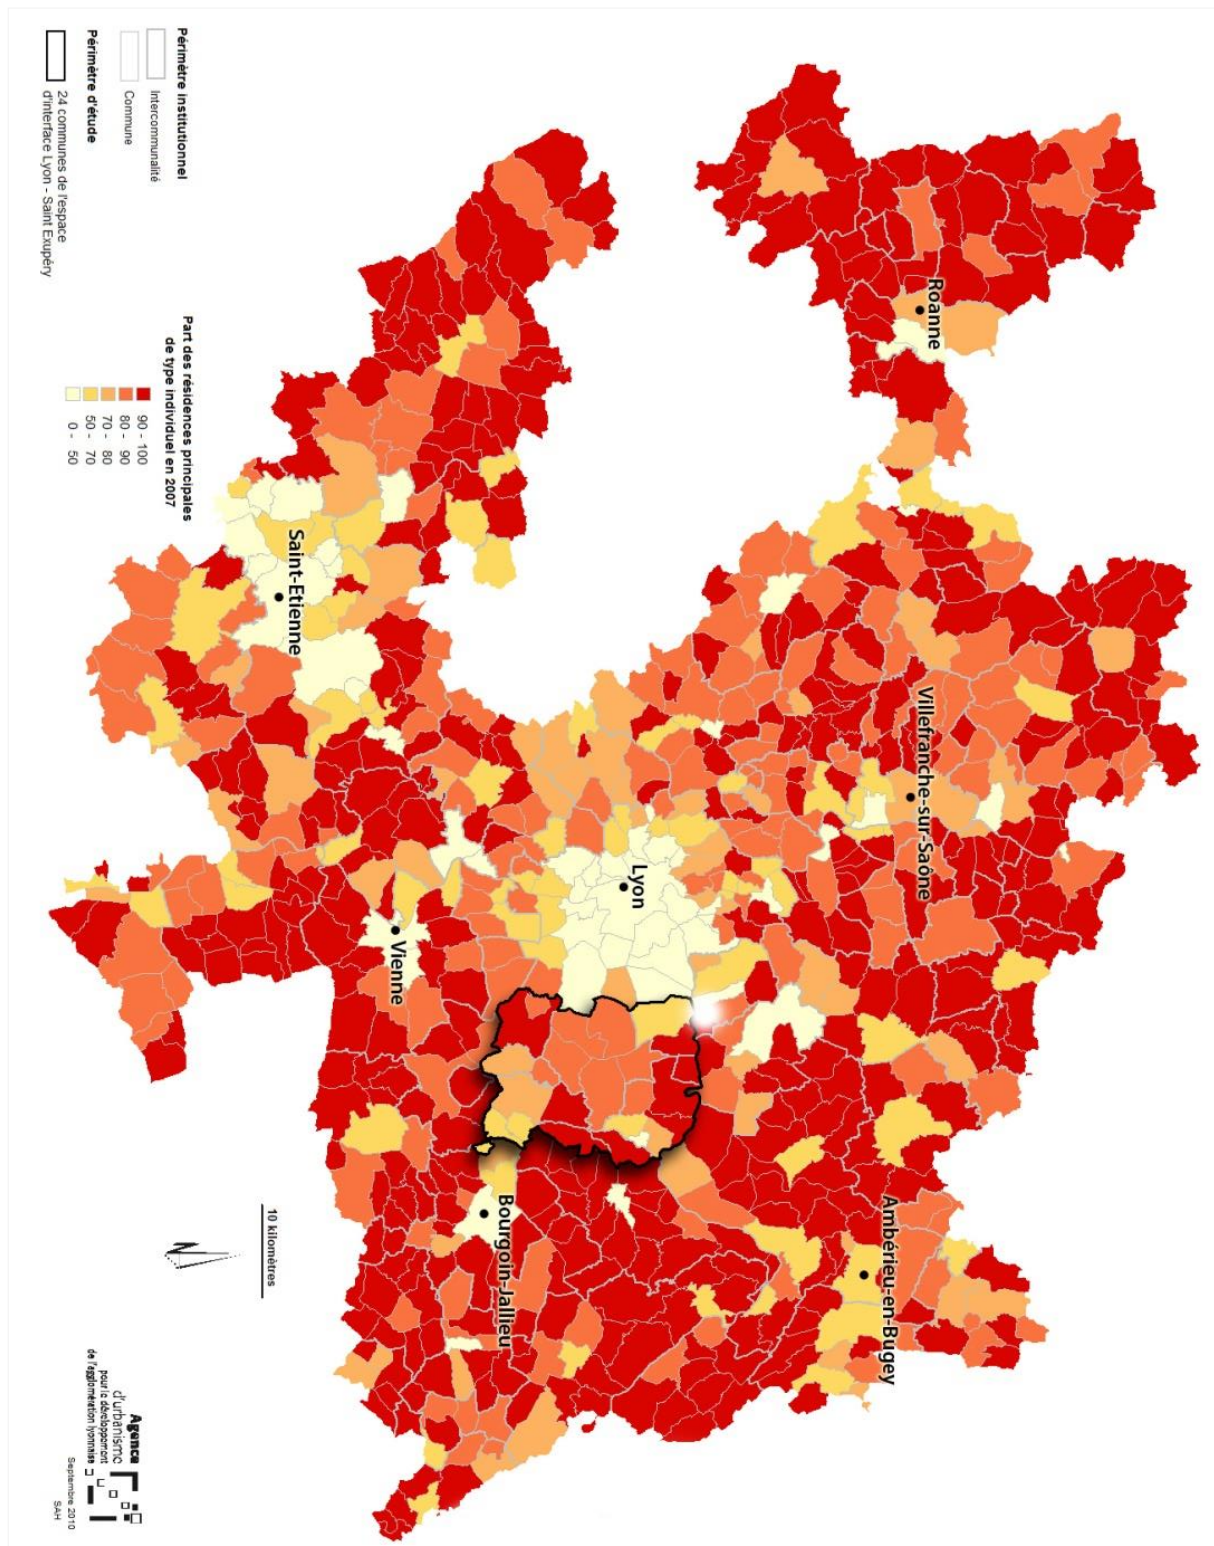 Roanne
Villefranche-sur-Saône
Ambérieu-en-Bugey
Lyon
Saint-Etienne
Vienne
Bourgoin-Jallieu
Périmètre institutionnel
Intercommunalité
Commune
Périmètre d'étude
24 communes de l'espace
d'interface Lyon - Saint Exupéry
Part des résidences principales
de type individuel en 2007
90 - 100
80 - 90
70 - 80
50 - 70
0 - 50
10 kilomètres
N
Agence
d'urbanisme
pour le développement
de l'agglomération lyonnaise
Septembre 2010
SAH